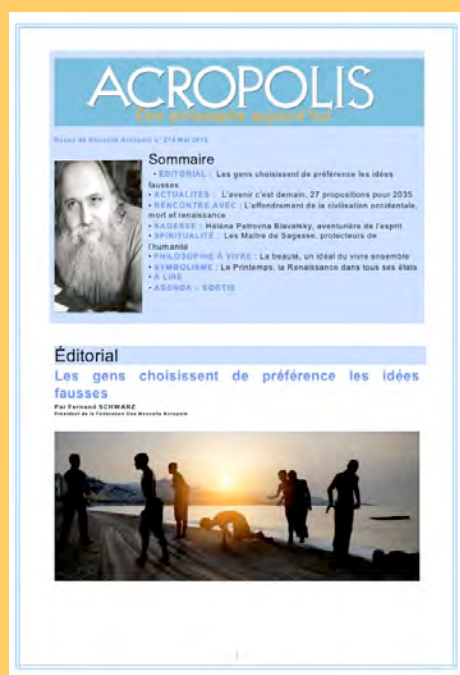 ACROPOLIS
Être philosophe aujourd'hui
Revue de Nouvelle Acropole n° 274 Mai 2016
Sommaire
• EDITORIAL : Les gens choisissent de préférence les idées
fausses
• ACTUALITES : L'avenir c'est demain, 27 propositions pour 2035
• RENCONTRE AVEC : L'effondrement de la civilisation occidentale,
mort et renaissance
• SAGESSE : Héléna Petrovna Blavatsky, aventurière de l'esprit
• SPIRITUALITÉ : Les Maître de Sagesse, protecteurs de
l'humanité
• PHILOSOPHIE À VIVRE : La beauté, un idéal du vivre ensemble
• SYMBOLISME : Le Printemps, la Renaissance dans tous ses états
• À LIRE
• AGENDA - SORTIR
Éditorial
Les gens choisissent de préférence les idées
fausses
Par Fernand SCHWARZ
Président de la Fédération Des Nouvelle Acropole